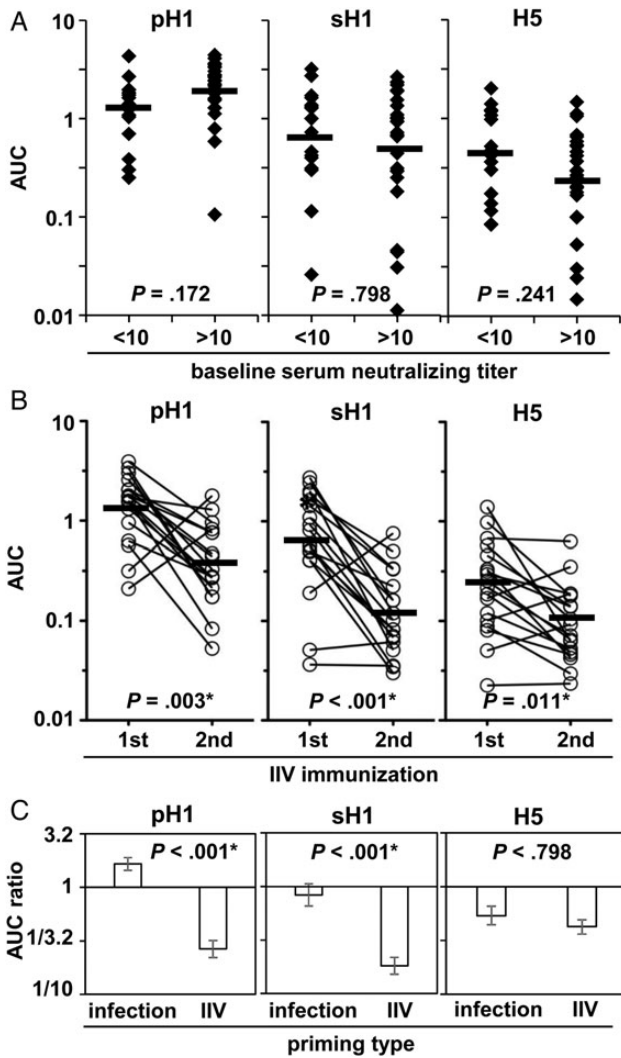 A
pH1 sH1 H5
10
1
0.1
0.01
AUC
P = .172 P = .798 P = .241
<10 >10 <10 >10 <10 >10
baseline serum neutralizing titer
B
pH1 sH1 H5
10
1
0.1
0.01
AUC
P = .003* P < .001* P = .011*
1st 2nd 1st 2nd 1st 2nd
IIV immunization
C
pH1 sH1 H5
3.2
1
1/3.2
1/10
AUC ratio
P < .001* P < .001* P < .798
infection IIV infection IIV infection IIV
priming type